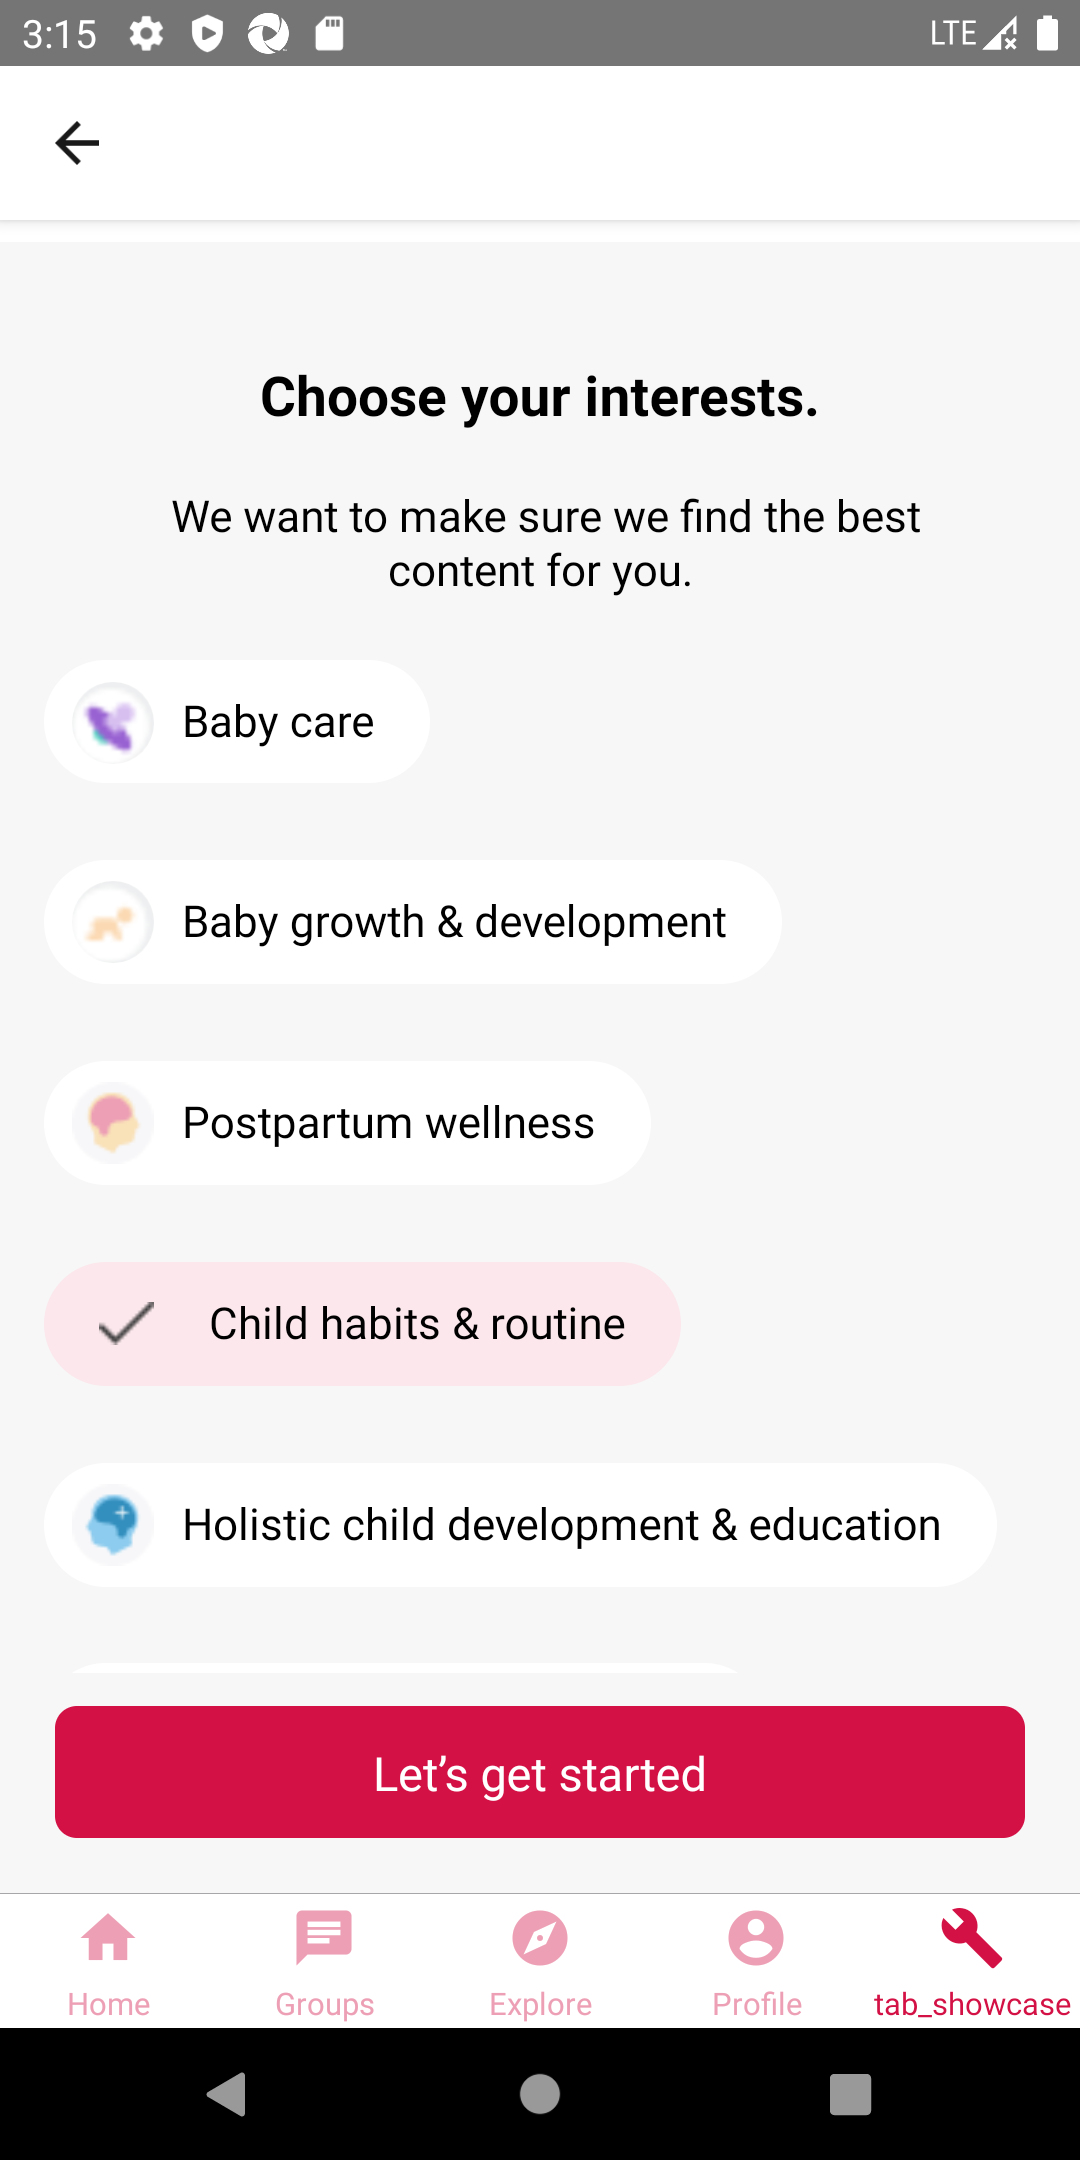 3:15
LTE
Choose your interests.
We want to make sure we find the best
content for you.
Baby care
Baby growth & development
Postpartum wellness
Child habits & routine
Holistic child development & education
Let’s get started
Home
Groups
Explore
Profile
tab_showcase